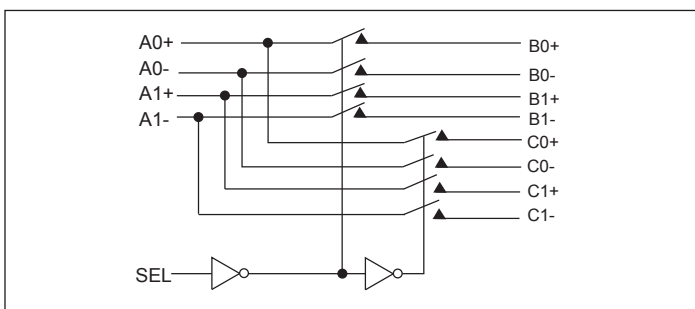 A0+
B0+
A0-
B0-
A1+
B1+
A1-
B1-
C0+
C0-
C1+
C1-
SEL